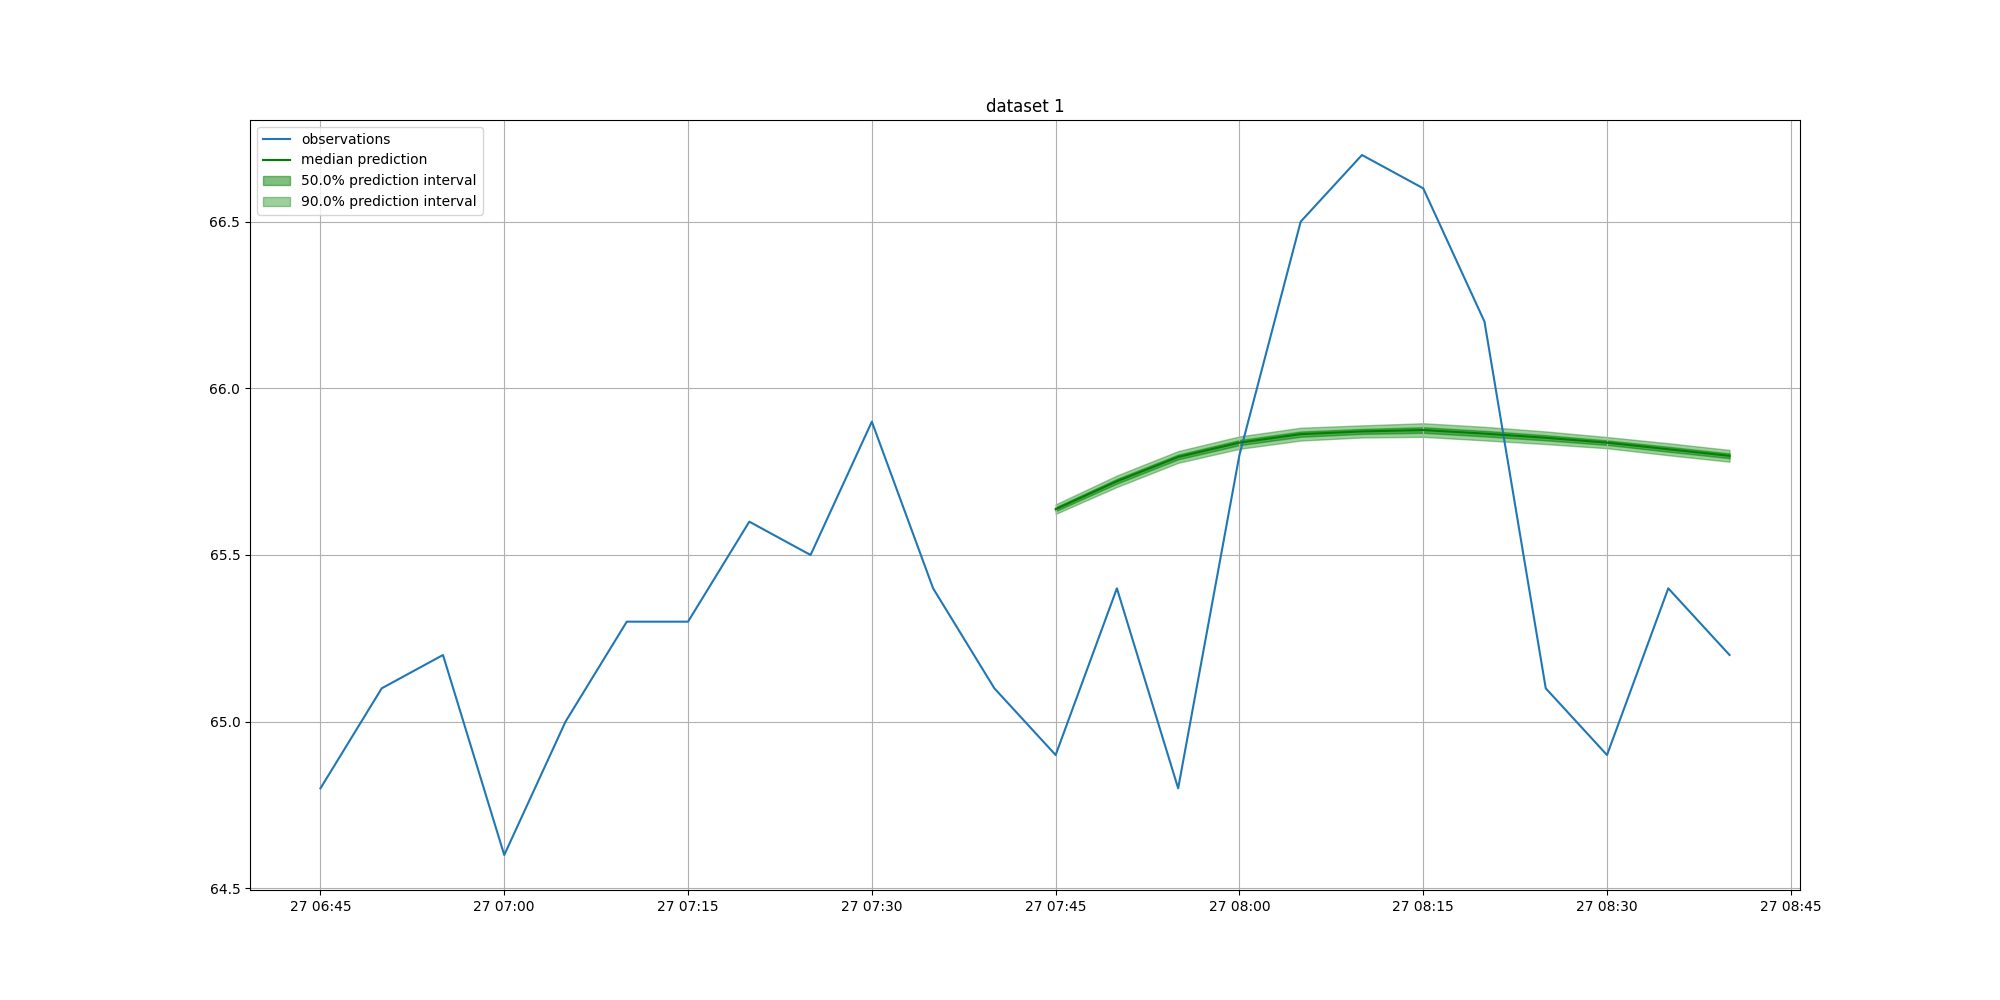 dataset 1
observations
median prediction
50.0% prediction interval
90.0% prediction interval
66.5
66.0
65.5
65.0
64.5
27 06:45 27 07:00 27 07:15 27 07:30 27 07:45 27 08:00 27 08:15 27 08:30 27 08:45